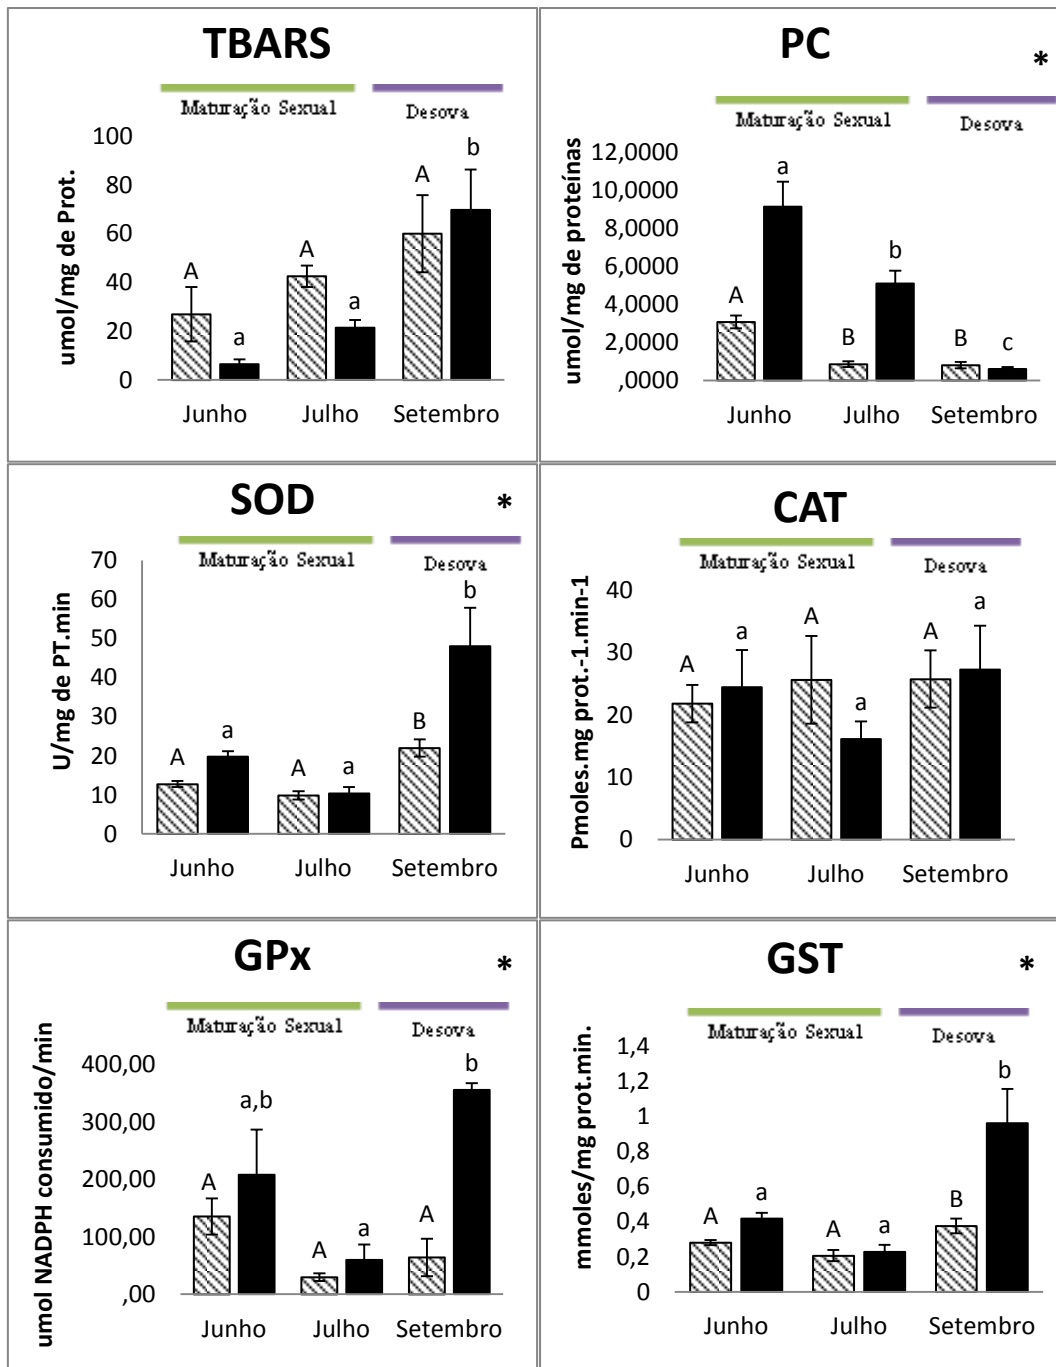 TBARS
Maturação Sexual
Desova
umol/mg de Prot.
100
80
60
40
20
0
A
a
A
a
A
b
Junho
Julho
Setembro
PC
*
Maturação Sexual
Desova
umol/mg de proteínas
12,0000
10,0000
8,0000
6,0000
4,0000
2,0000
,0000
A
a
B
b
B
c
Junho
Julho
Setembro
SOD
*
Maturação Sexual
Desova
U/mg de PT.min
70
60
50
40
30
20
10
0
A
a
A
a
B
b
Junho
Julho
Setembro
CAT
Maturação Sexual
Desova
Pmoles.mg prot.-1.min-1
40
30
20
10
0
A
a
A
a
A
a
Junho
Julho
Setembro
GPx
*
Maturação Sexual
Desova
umol NADPH consumido/min
400,00
300,00
200,00
100,00
,00
A
a,b
A
a
A
b
Junho
Julho
Setembro
GST
*
Maturação Sexual
Desova
mmoles/mg prot.min.
1,4
1,2
1
0,8
0,6
0,4
0,2
0
A
a
A
a
B
b
Junho
Julho
Setembro